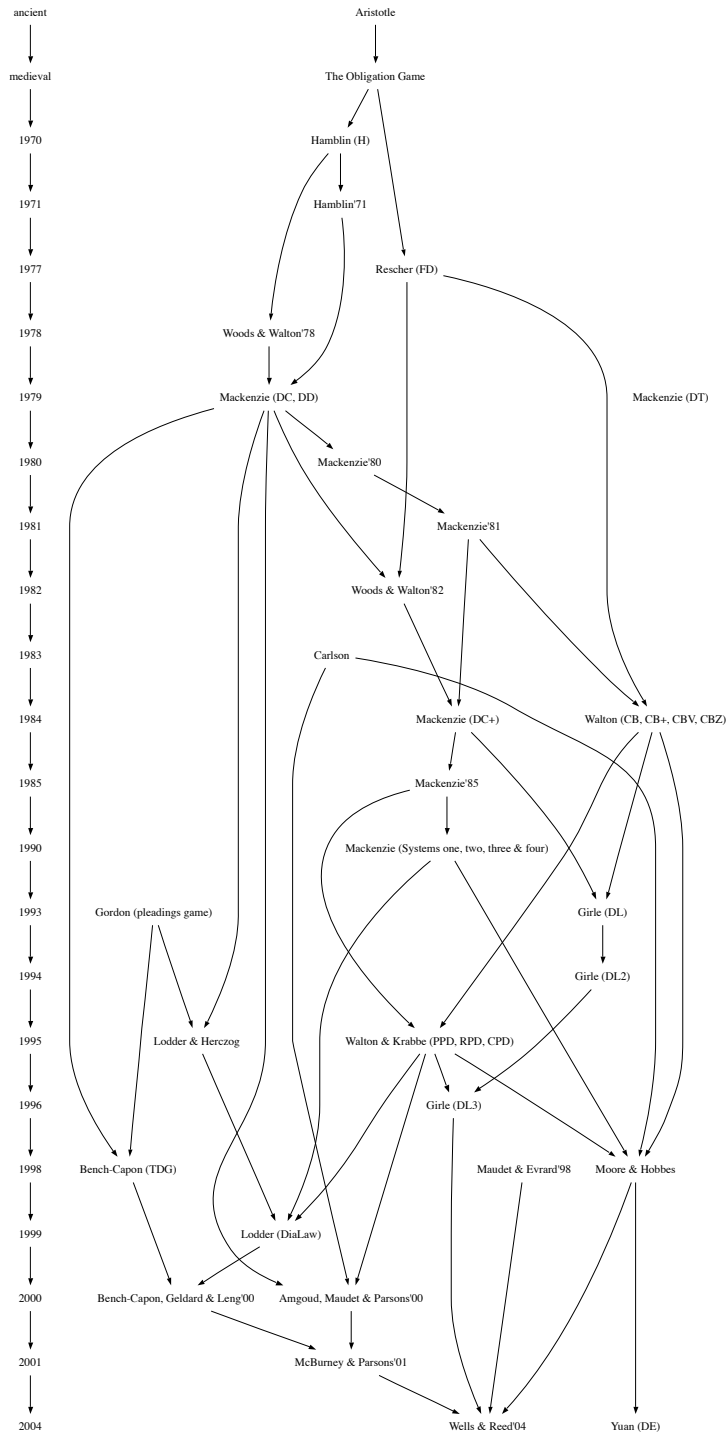 ancient Aristotle
medieval The Obligation Game
1970 Hamblin (H)
1971 Hamblin'71
1977 Rescher (FD)
1978 Woods & Walton'78
1979 Mackenzie (DC, DD) Mackenzie (DT)
1980 Mackenzie'80
1981 Mackenzie'81
1982 Woods & Walton'82
1983 Carlson
1984 Mackenzie (DC+) Walton (CB, CB+, CBV, CBZ)
1985 Mackenzie'85
1990 Mackenzie (Systems one, two, three & four)
1993 Gordon (pleadings game) Girle (DL)
1994 Girle (DL2)
1995 Lodder & Herczog Walton & Krabbe (PPD, RPD, CPD)
1996 Girle (DL3)
1998 Bench-Capon (TDG) Maudet & Evrard'98 Moore & Hobbes
1999 Lodder (DiaLaw)
2000 Bench-Capon, Geldard & Leng'00 Amgoud, Maudet & Parsons'00
2001 McBurney & Parsons'01
2004 Wells & Reed'04 Yuan (DE)